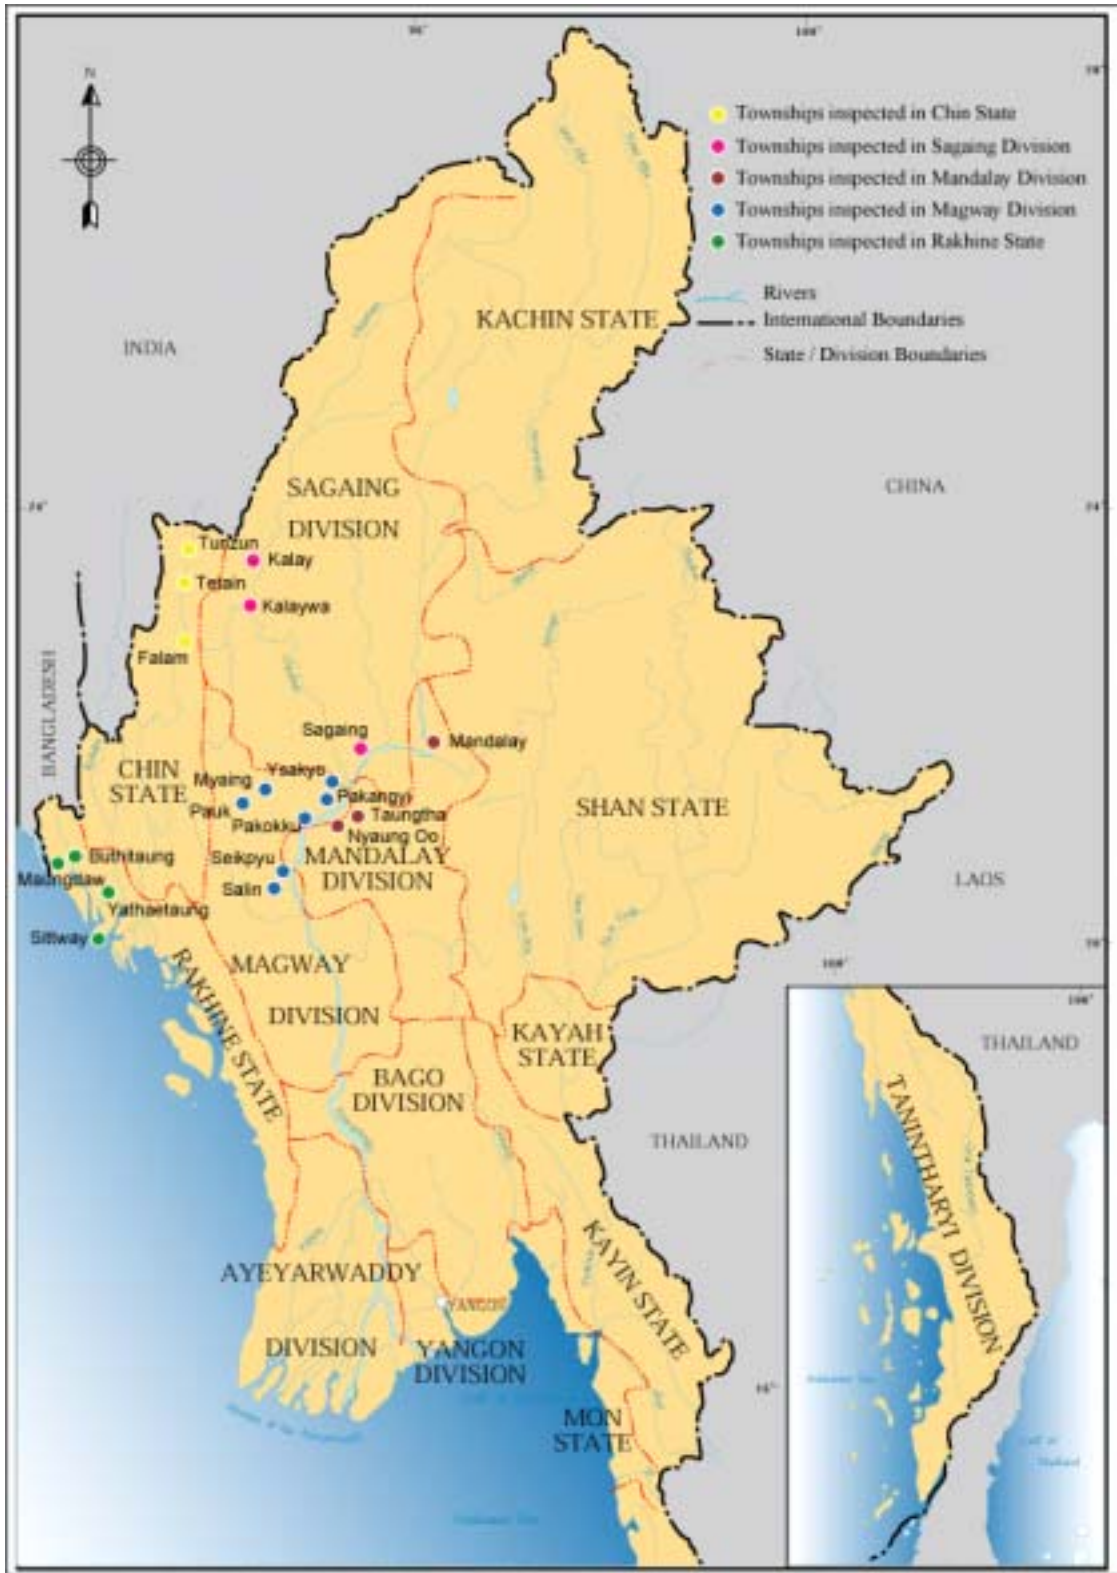 N
Townships inspected in Chin State
Townships inspected in Sagaing Division
Townships inspected in Mandalay Division
Townships inspected in Magway Division
Townships inspected in Rakhine State
Rivers
International Boundaries
State / Division Boundaries
KACHIN STATE
INDIA
CHINA
SAGAING
DIVISION
Tunzun
Kalay
Tetain
Kalaywa
Falam
BANGLADESH
Sagaing
Mandalay
CHIN
STATE
Myaing
Ysakyo
Pakangyi
Pauk
Pakokku
Taungtha
Nyaung Oo
SHAN STATE
Buthitaung
Seikpyu
MANDALAY
DIVISION
Maungdaw
Salin
LAOS
Yathaetaung
Sittway
RAKHINE STATE
MAGWAY
DIVISION
KAYAH
STATE
BAGO
DIVISION
THAILAND
THAILAND
TANINTHARYI DIVISION
KAYIN STATE
AYEYARWADDY
DIVISION
YANGON
YANGON
DIVISION
MON
STATE